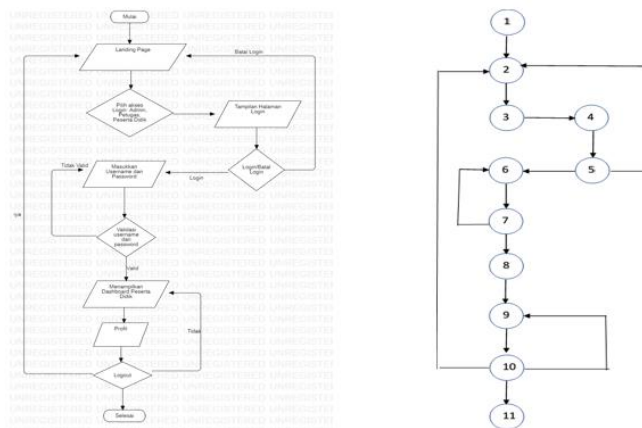 Mulai
Landing Page
Batal Login
Pilih akses
Login: Admin,
Petugas,
Peserta Didik
Tampilan Halaman
Login
Login/Batal
Login
Login
Tidak Valid
Masukkan
Username dan
Password
Validasi
username
dan
password
Valid
Menampilkan
Dashboard Peserta
Didik
Profil
Tidak
Ya
Logout
Selesai
1
2
3
4
5
6
7
8
9
10
11
UNREGISTERED